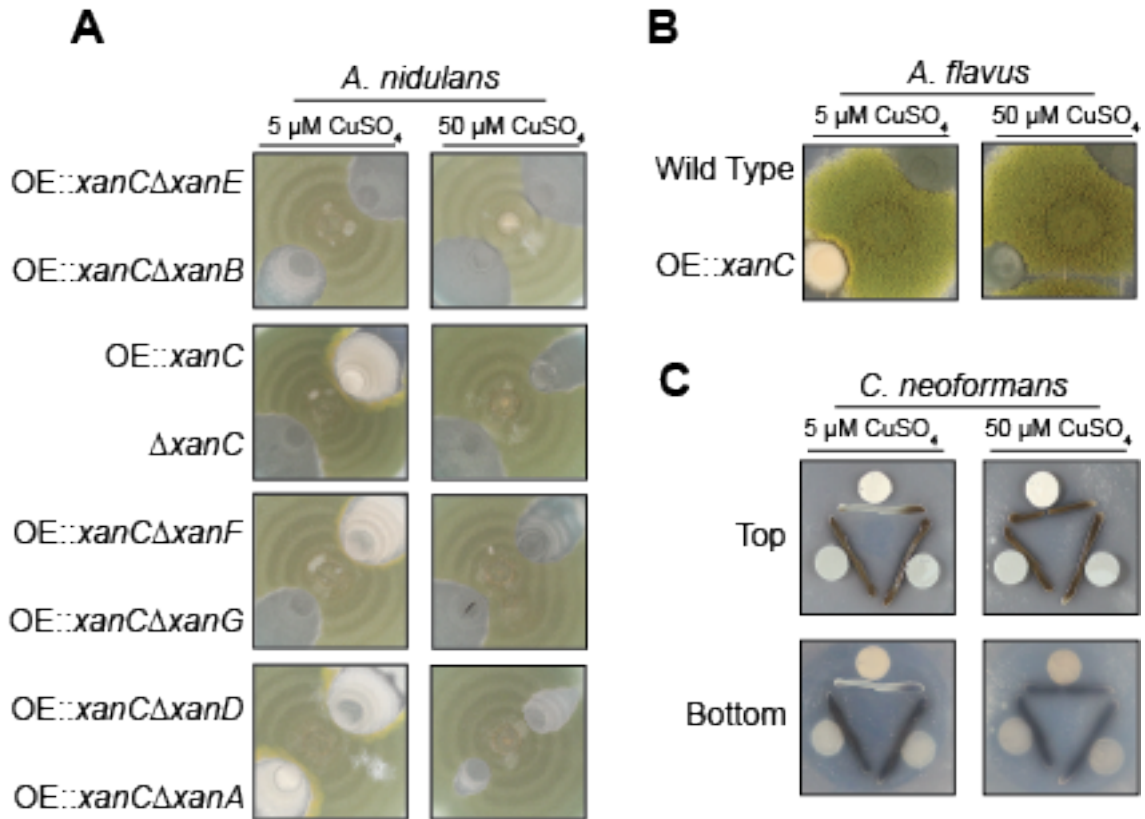 A
A. nidulans
5 µM CuSO₄ 50 µM CuSO₄
OE::xanCΔxanE
OE::xanCΔxanB
OE::xanC
ΔxanC
OE::xanCΔxanF
OE::xanCΔxanG
OE::xanCΔxanD
OE::xanCΔxanA
B
A. flavus
5 µM CuSO₄ 50 µM CuSO₄
Wild Type
OE::xanC
C
C. neoformans
5 µM CuSO₄ 50 µM CuSO₄
Top
Bottom